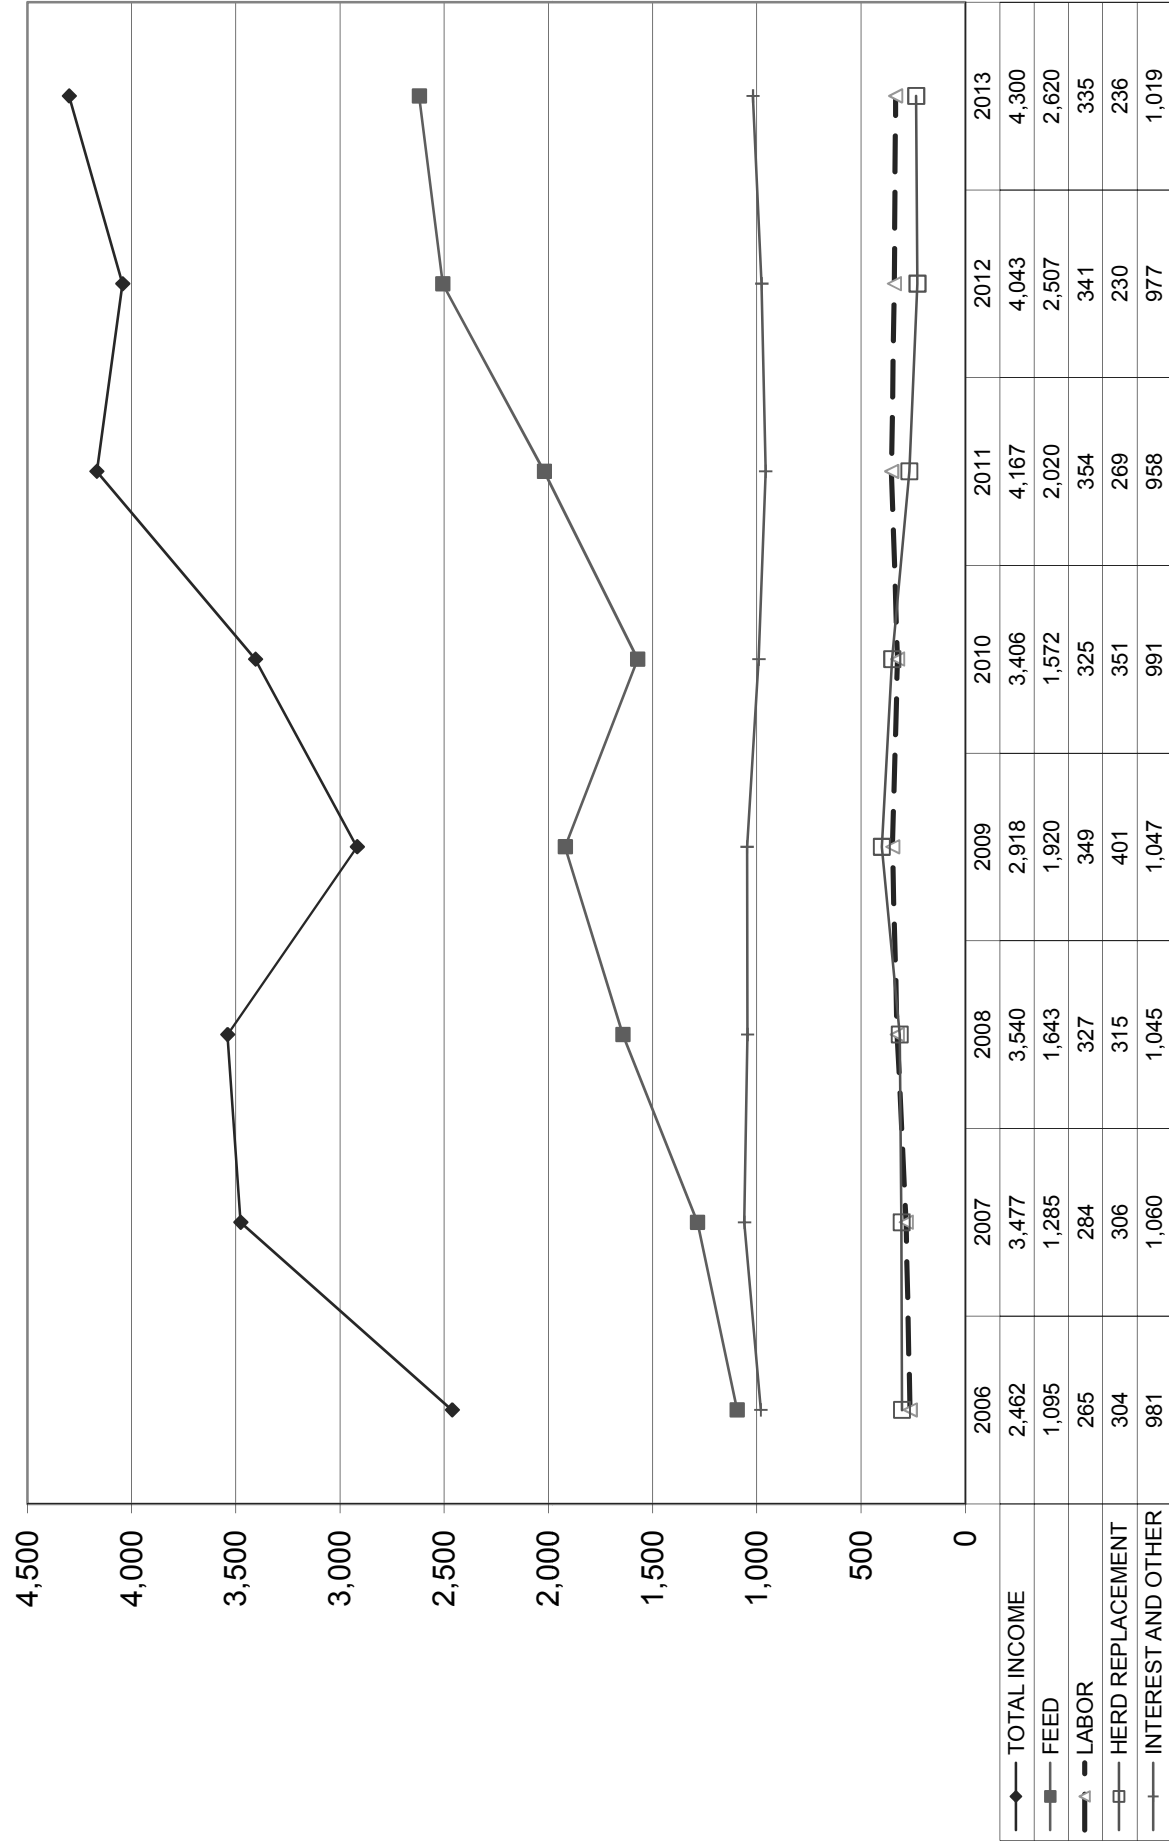 4,500
4,000
3,500
3,000
2,500
2,000
1,500
1,000
500
0
2006 2007 2008 2009 2010 2011 2012 2013
TOTAL INCOME 2,462 3,477 3,540 2,918 3,406 4,167 4,043 4,300
FEED 1,095 1,285 1,643 1,920 1,572 2,020 2,507 2,620
LABOR 265 284 327 349 325 354 341 335
HERD REPLACEMENT 304 306 315 401 351 269 230 236
INTEREST AND OTHER 981 1,060 1,045 1,047 991 958 977 1,019